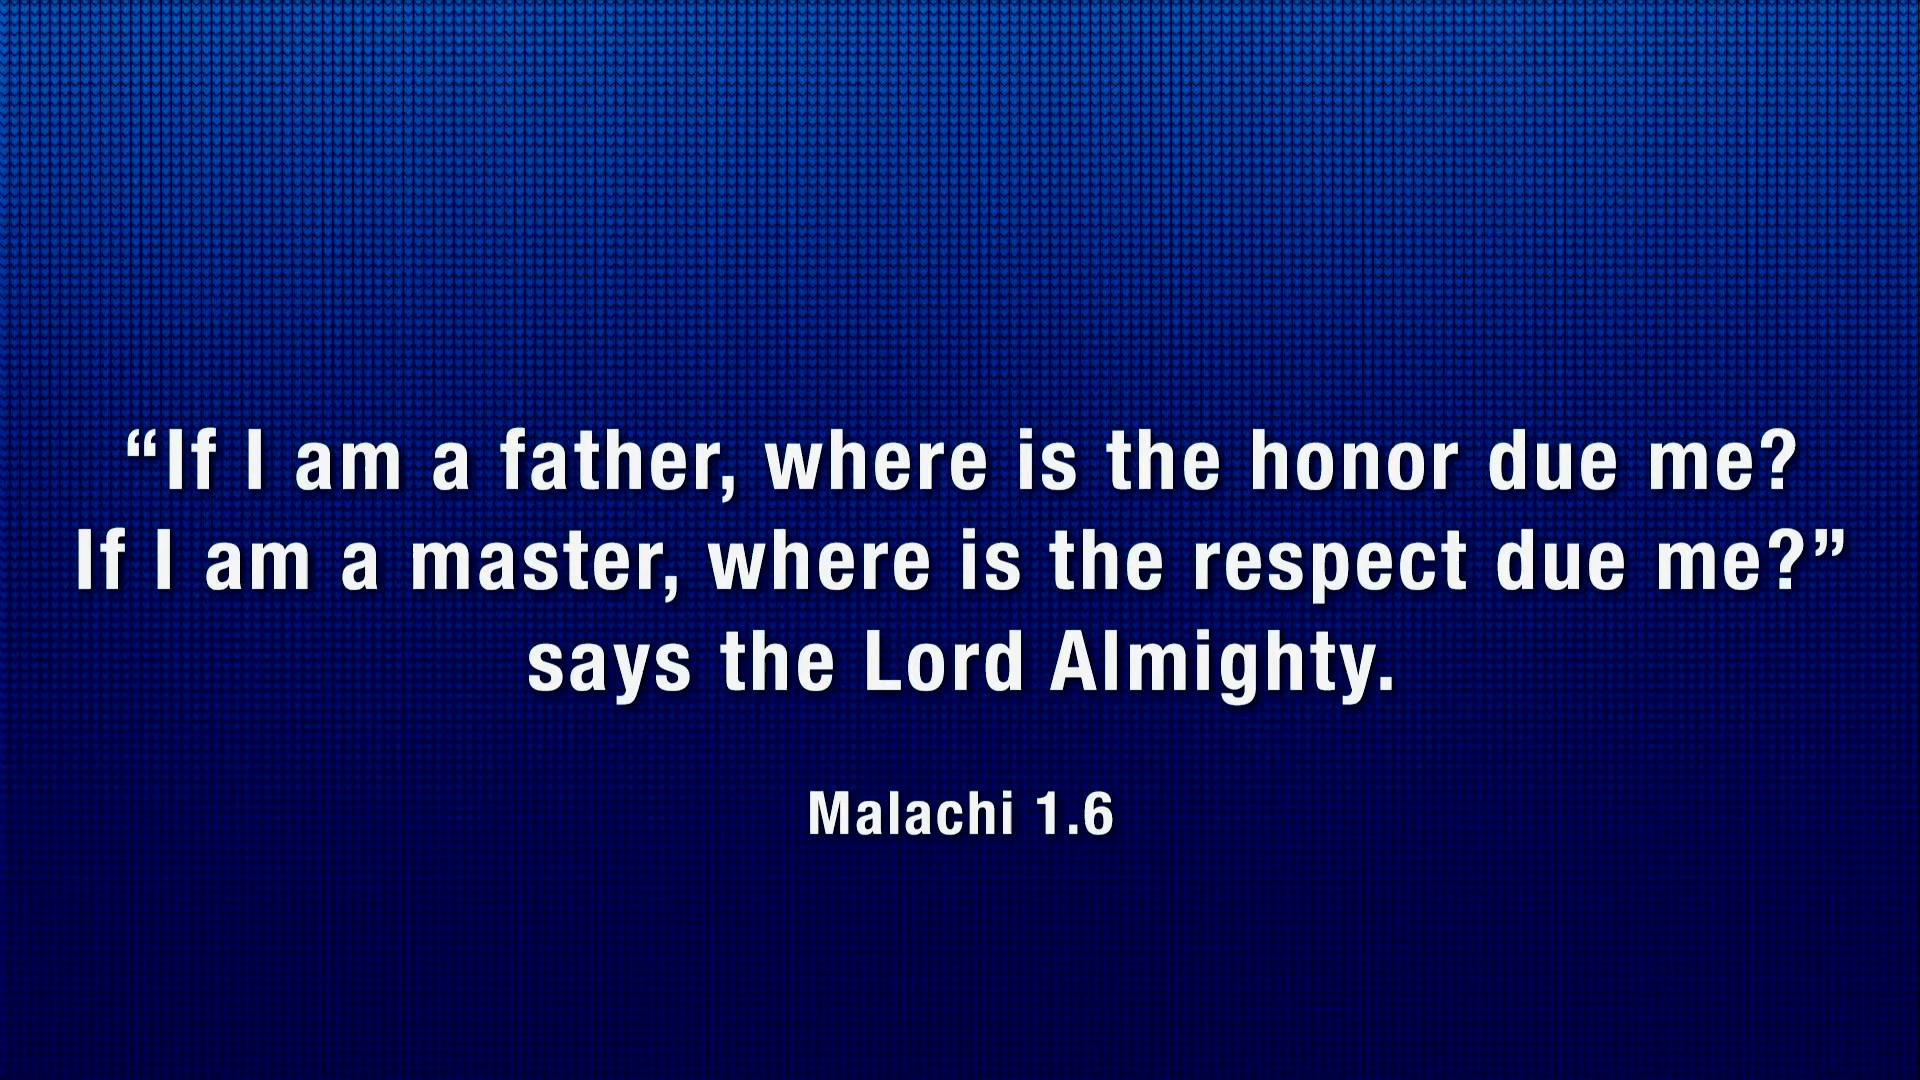 “If I am a father, where is the honor due me?
If I am a master, where is the respect due me?”
says the Lord Almighty.
Malachi 1.6